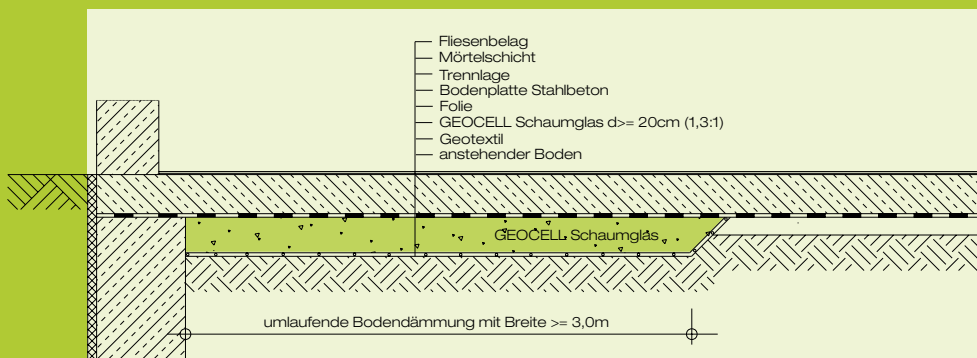 Fliesenbelag
Mörtelschicht
Trennlage
Bodenplatte Stahlbeton
Folie
GEOCELL Schaumglas d>= 20cm (1,3:1)
Geotextil
anstehender Boden
GEOCELL Schaumglas
umlaufende Bodendämmung mit Breite >= 3,0m